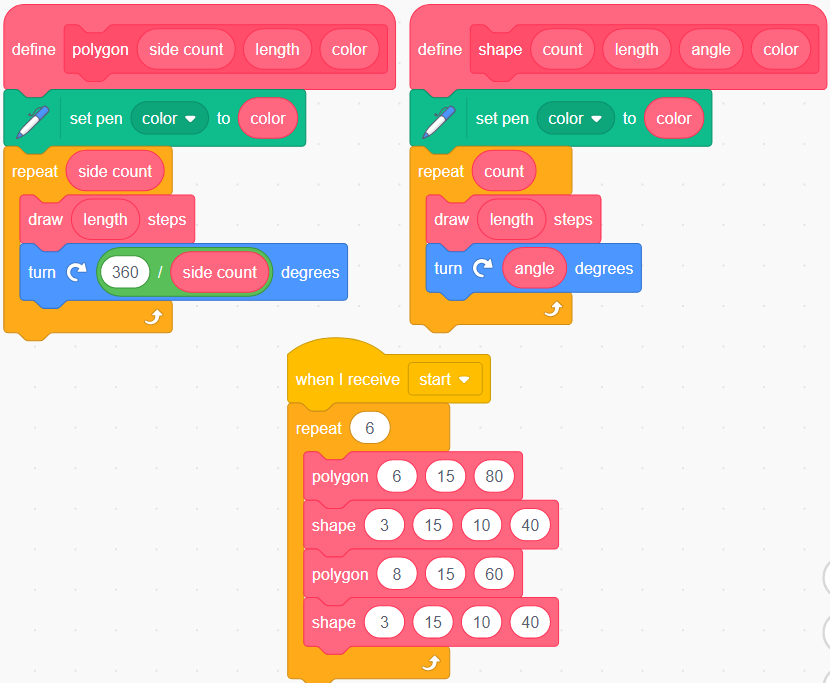 define polygon side count length color
set pen color to color
repeat side count
draw length steps
turn 360 / side count degrees
define shape count length angle color
set pen color to color
repeat count
draw length steps
turn angle degrees
when I receive start
repeat 6
polygon 6 15 80
shape 3 15 10 40
polygon 8 15 60
shape 3 15 10 40